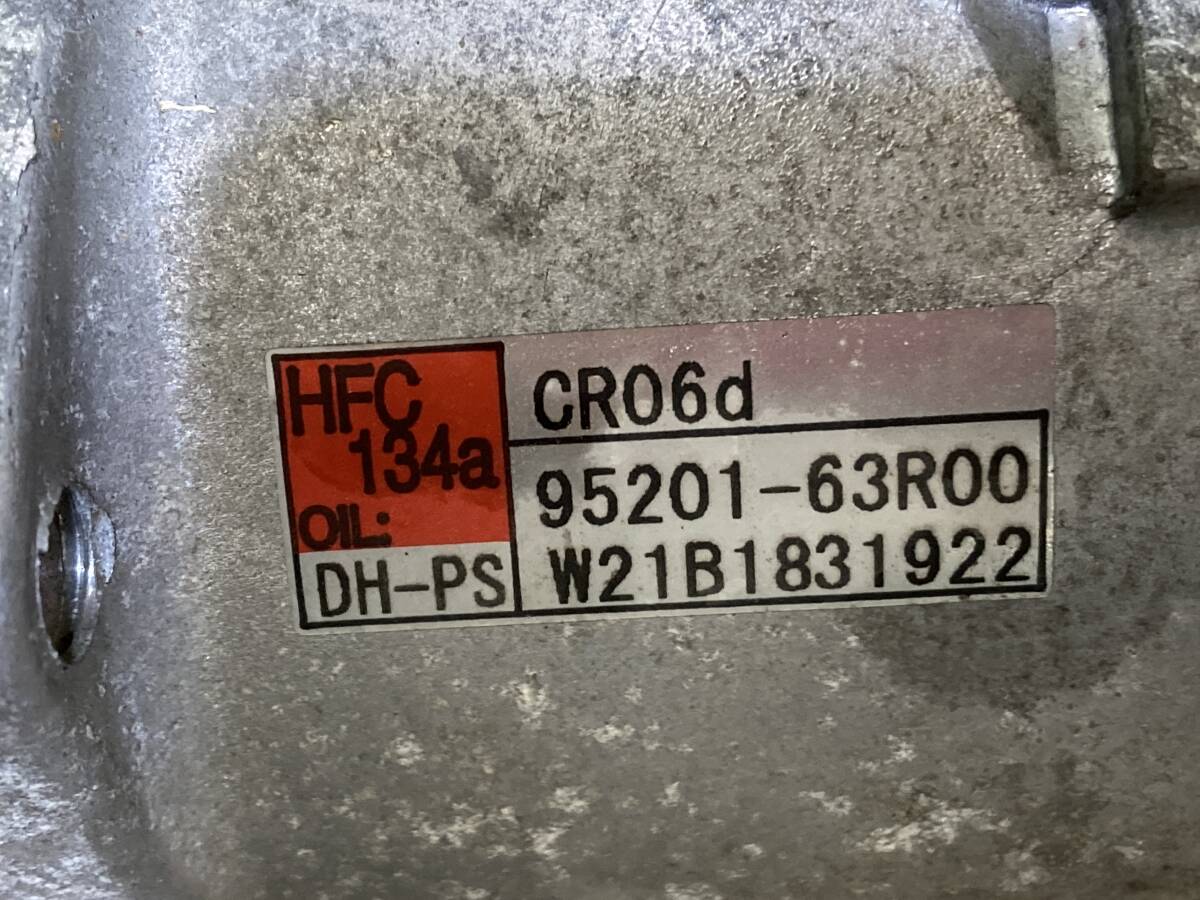 HFC
134a
OIL:
DH-PS
CR06d
95201-63R00
W21B1831922